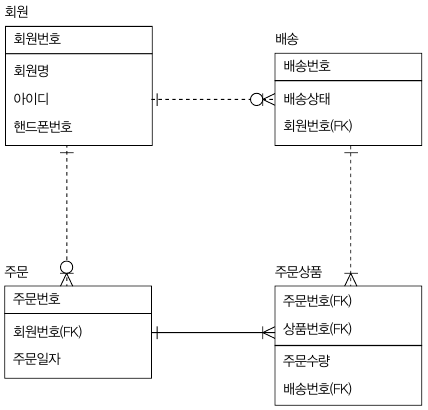 회원
회원번호
회원명
아이디
핸드폰번호
배송
배송번호
배송상태
회원번호(FK)
주문
주문번호
회원번호(FK)
주문일자
주문상품
주문번호(FK)
상품번호(FK)
주문수량
배송번호(FK)